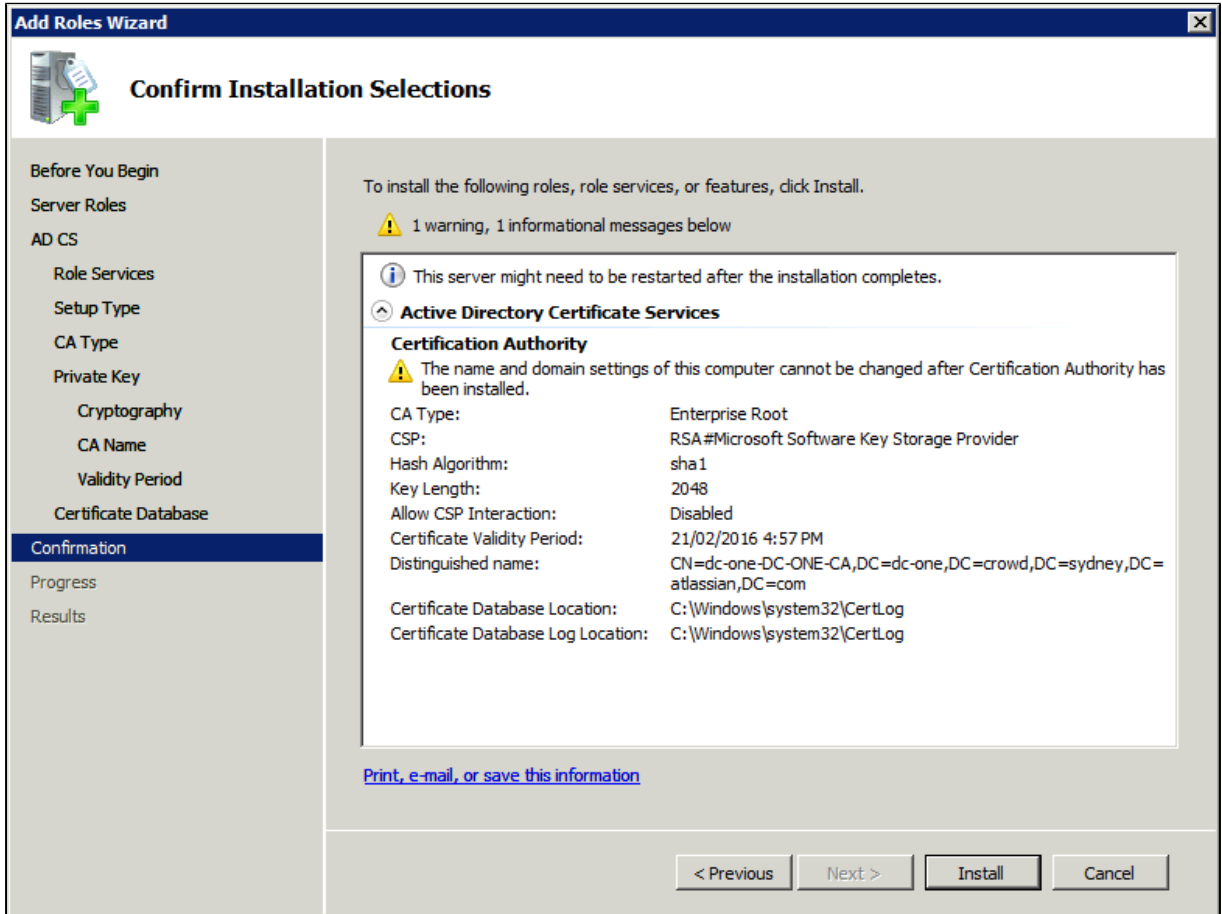 Add Roles Wizard
Confirm Installation Selections
Before You Begin
Server Roles
AD CS
Role Services
Setup Type
CA Type
Private Key
Cryptography
CA Name
Validity Period
Certificate Database
Confirmation
Progress
Results
To install the following roles, role services, or features, click Install.
1 warning, 1 informational messages below
This server might need to be restarted after the installation completes.
Active Directory Certificate Services
Certification Authority
The name and domain settings of this computer cannot be changed after Certification Authority has
been installed.
CA Type: Enterprise Root
CSP: RSA#Microsoft Software Key Storage Provider
Hash Algorithm: sha1
Key Length: 2048
Allow CSP Interaction: Disabled
Certificate Validity Period: 21/02/2016 4:57 PM
Distinguished name: CN=dc-one-DC-ONE-CA,DC=dc-one,DC=crowd,DC=sydney,DC=
atlassian,DC=com
Certificate Database Location: C:\Windows\system32\CertLog
Certificate Database Log Location: C:\Windows\system32\CertLog
Print, e-mail, or save this information
< Previous Next > Install Cancel